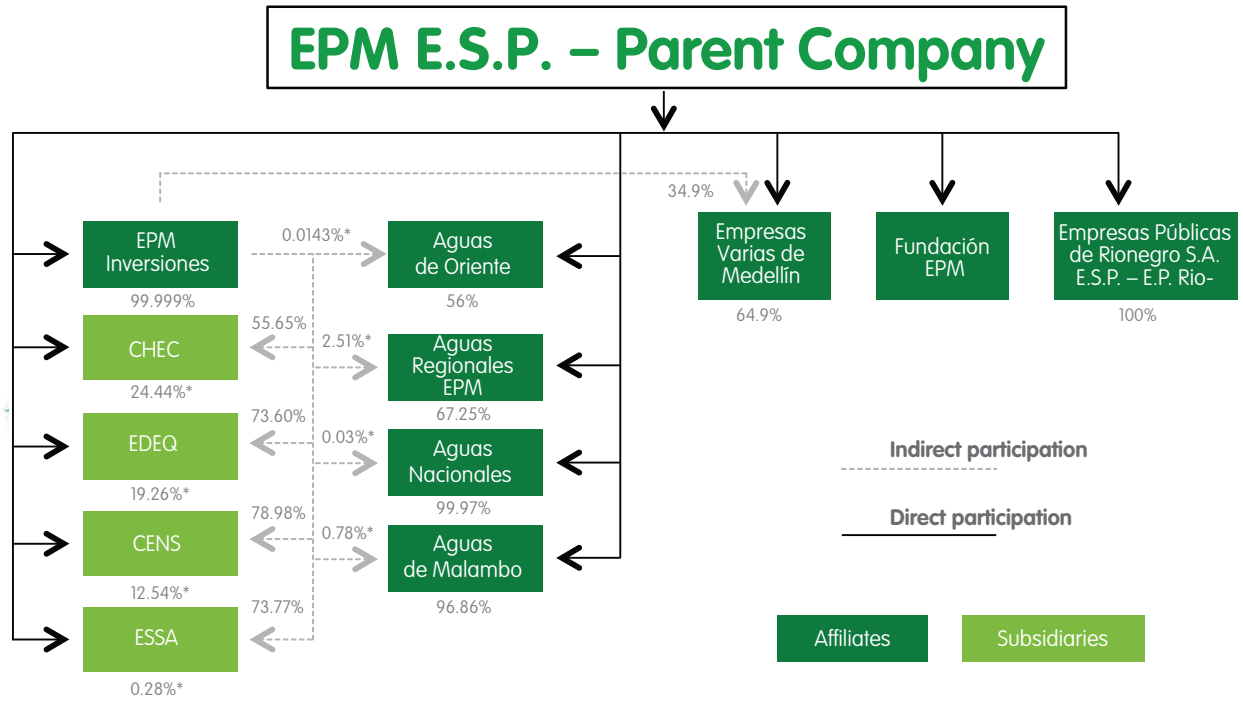 EPM E.S.P. – Parent Company
34.9%
EPM
Inversiones
99.999%
0.0143%*
Aguas
de Oriente
56%
Empresas
Varias de
Medellín
64.9%
Fundación
EPM
Empresas Públicas
de Rionegro S.A.
E.S.P. – E.P. Rio-
100%
CHEC
24.44%*
55.65%
2.51%*
Aguas
Regionales
EPM
67.25%
EDEQ
19.26%*
73.60%
0.03%*
Aguas
Nacionales
99.97%
CENS
12.54%*
78.98%
0.78%*
Aguas
de Malambo
96.86%
ESSA
0.28%*
73.77%
Indirect participation
Direct participation
Affiliates
Subsidiaries